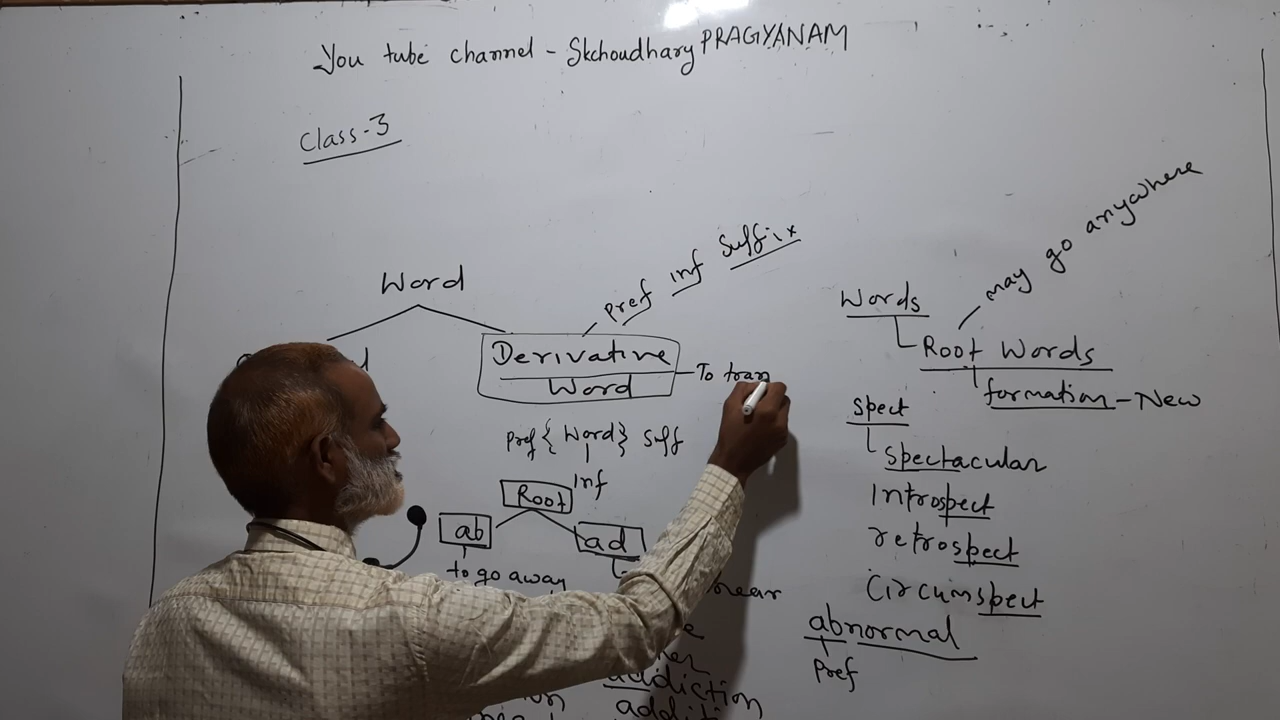 You tube channel - Skchoudhary PRAGYANAM
Class-3
Word
Derivative
Word
Pref Inf Suffix
To tran
Pref { Word } Suff
Inf
Root
ab
ad
to go away
near
addiction
Words
Root Words
may go anywhere
formation - New
Spect
Spectacular
Introspect
retrospect
Circumspect
abnormal
Pref